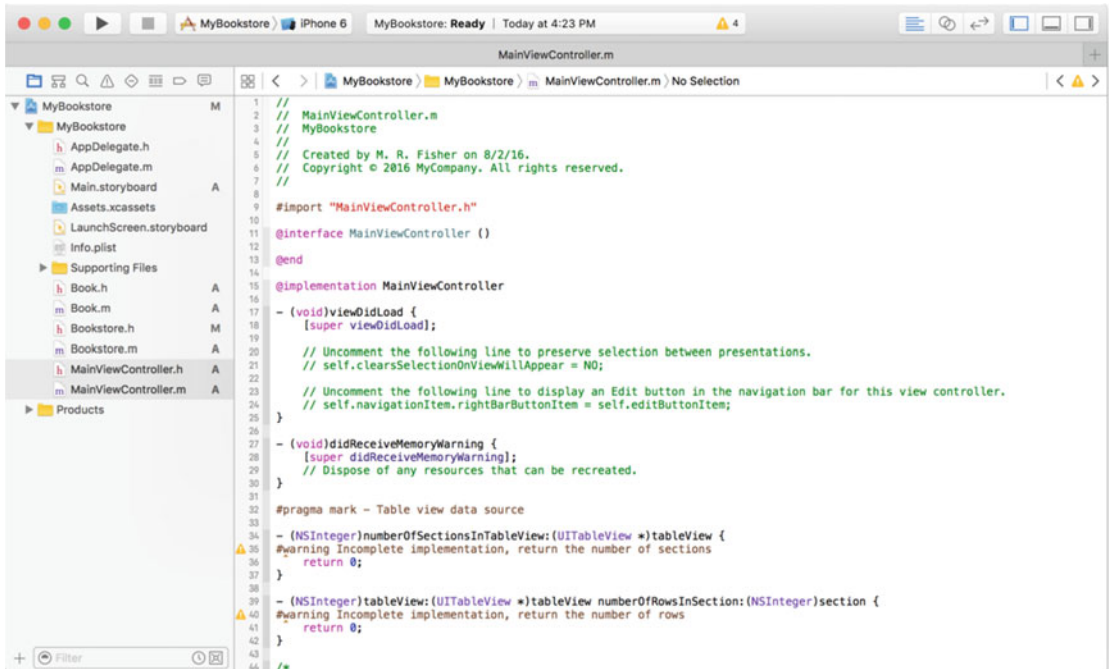 MyBookstore iPhone 6 MyBookstore: Ready | Today at 4:23 PM 4
MainViewController.m
MyBookstore MyBookstore m MainViewController.m No Selection
MyBookstore M
MyBookstore
h AppDelegate.h
m AppDelegate.m
Main.storyboard A
Assets.xcassets
LaunchScreen.storyboard
Info.plist
Supporting Files
h Book.h A
m Book.m A
h Bookstore.h M
m Bookstore.m A
h MainViewController.h A
m MainViewController.m A
Products
Filter
1 //
2 // MainViewController.m
3 // MyBookstore
4 //
5 // Created by M. R. Fisher on 8/2/16.
6 // Copyright © 2016 MyCompany. All rights reserved.
7 //
8
9 #import "MainViewController.h"
10
11 @interface MainViewController ()
12
13 @end
14
15 @implementation MainViewController
16
17 - (void)viewDidLoad {
18 [super viewDidLoad];
19
20 // Uncomment the following line to preserve selection between presentations.
21 // self.clearsSelectionOnViewWillAppear = NO;
22
23 // Uncomment the following line to display an Edit button in the navigation bar for this view controller.
24 // self.navigationItem.rightBarButtonItem = self.editButtonItem;
25 }
26
27 - (void)didReceiveMemoryWarning {
28 [super didReceiveMemoryWarning];
29 // Dispose of any resources that can be recreated.
30 }
31
32 #pragma mark - Table view data source
33
34 - (NSInteger)numberOfSectionsInTableView:(UITableView *)tableView {
35 #warning Incomplete implementation, return the number of sections
36 return 0;
37 }
38
39 - (NSInteger)tableView:(UITableView *)tableView numberOfRowsInSection:(NSInteger)section {
40 #warning Incomplete implementation, return the number of rows
41 return 0;
42 }
43
44 /*